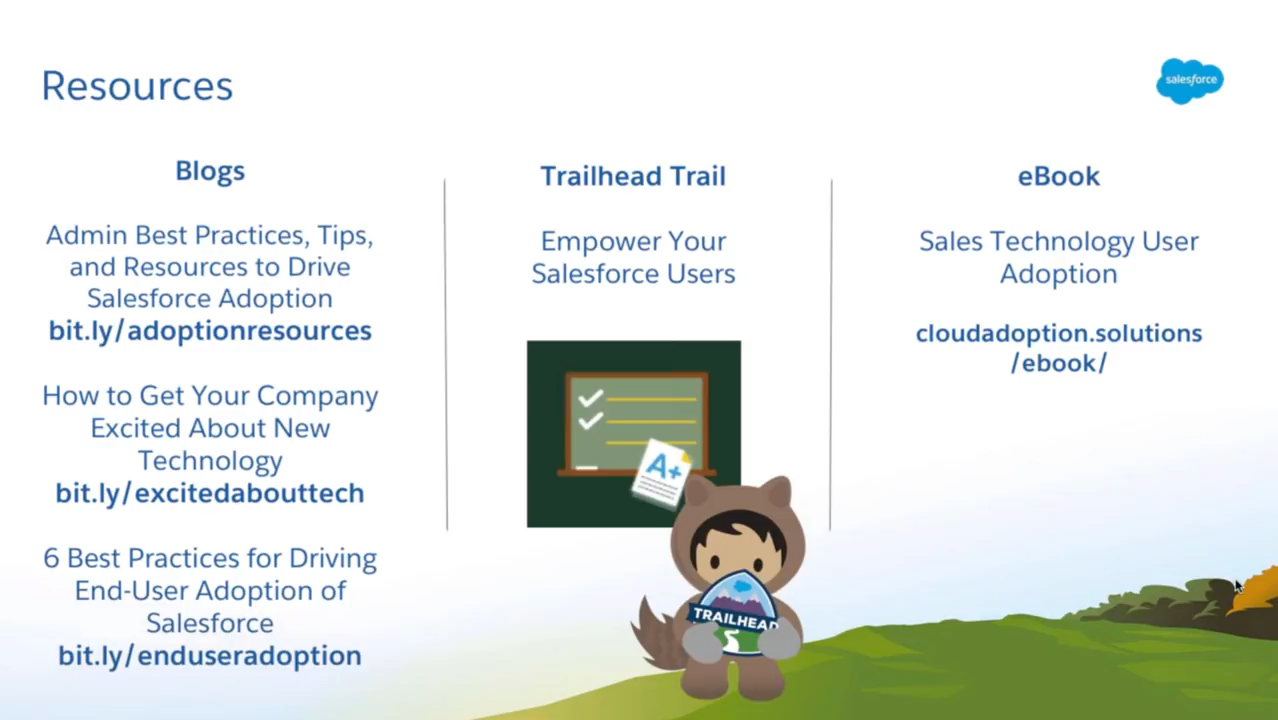 Resources
salesforce
Blogs
Admin Best Practices, Tips,
and Resources to Drive
Salesforce Adoption
bit.ly/adoptionresources
How to Get Your Company
Excited About New
Technology
bit.ly/excitedabouttech
6 Best Practices for Driving
End-User Adoption of
Salesforce
bit.ly/enduseradoption
Trailhead Trail
Empower Your
Salesforce Users
A+
TRAILHEAD
eBook
Sales Technology User
Adoption
cloudadoption.solutions
/ebook/